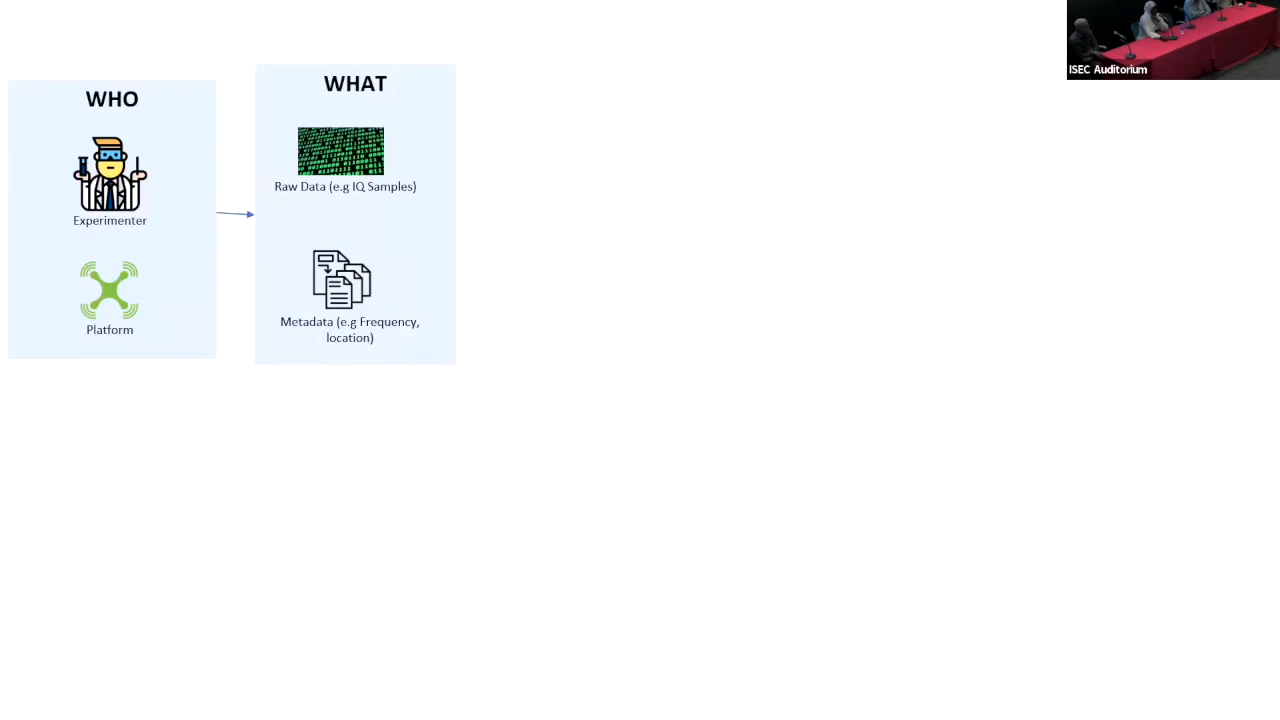 WHO
Experimenter
Platform
WHAT
Raw Data (e.g IQ Samples)
Metadata (e.g Frequency,
location)
ISEC Auditorium